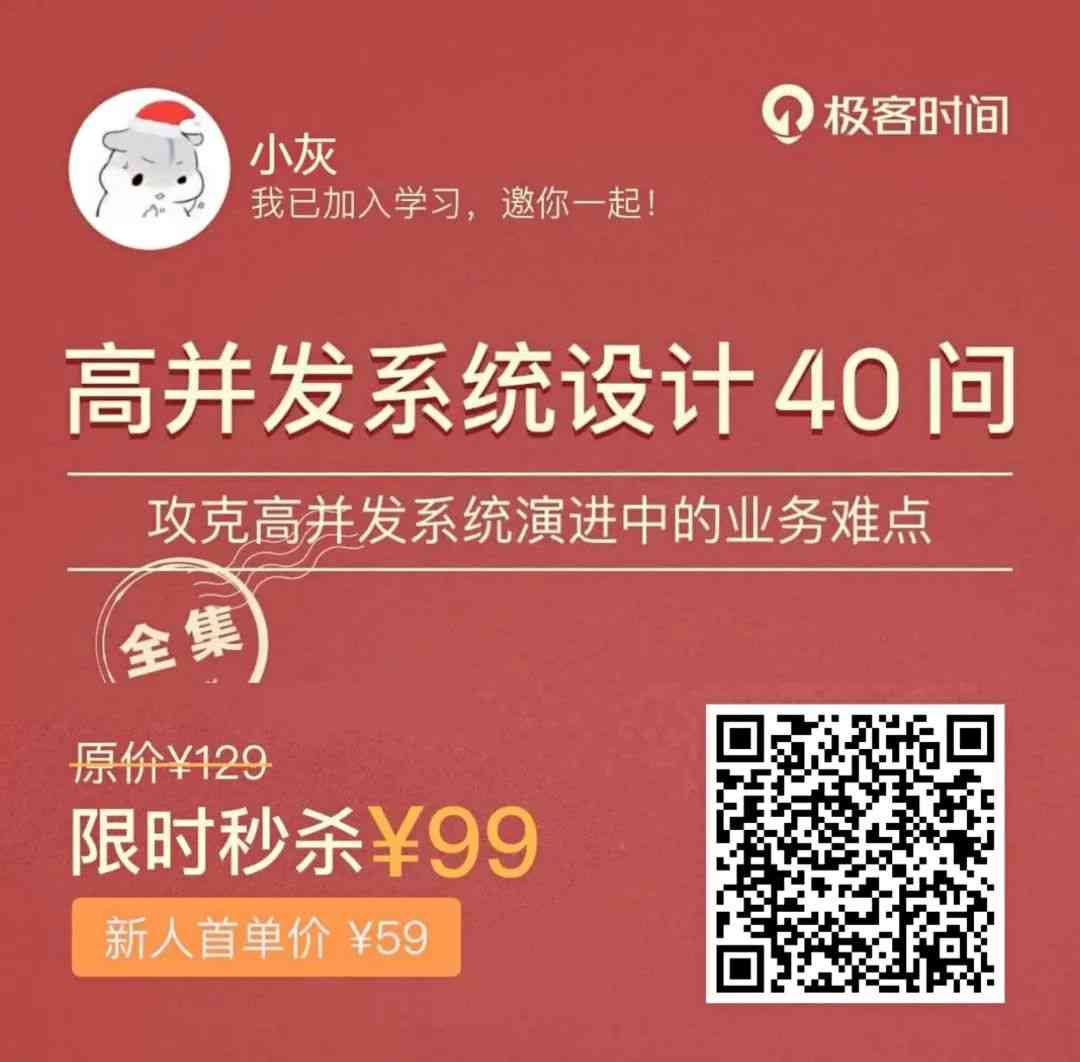 极客时间
小灰
我已加入学习，邀你一起！
高并发系统设计40问
攻克高并发系统演进中的业务难点
全集
原价¥129
限时秒杀¥99
新人首单价 ¥59